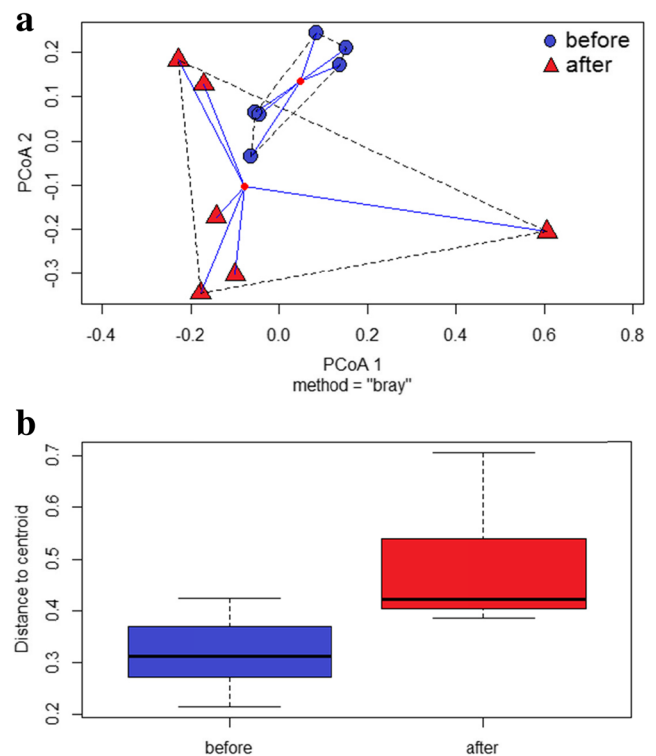 a
before
after
PCoA 2
0.2
0.1
0.0
-0.1
-0.2
-0.3
-0.4 -0.2 0.0 0.2 0.4 0.6 0.8
PCoA 1
method = "bray"
b
Distance to centroid
0.7
0.6
0.5
0.4
0.3
0.2
before after